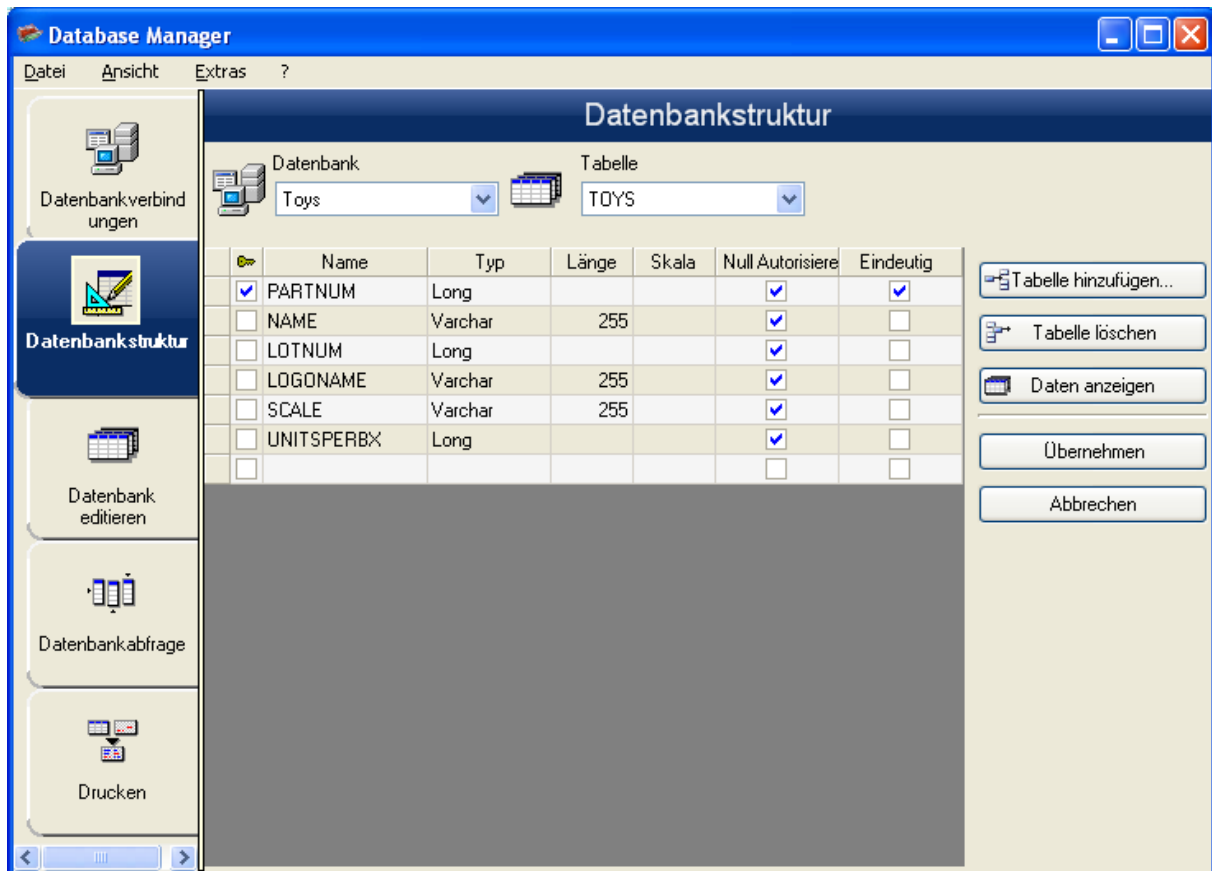 Database Manager
Datei Ansicht Extras ?
Datenbankverbind
ungen
Datenbankstruktur
Datenbank
editieren
Datenbankabfrage
Drucken
Datenbankstruktur
Datenbank Tabelle
Toys TOYS
Name Typ Länge Skala Null Autorisiere Eindeutig
PARTNUM Long
NAME Varchar 255
LOTNUM Long
LOGONAME Varchar 255
SCALE Varchar 255
UNITSPERBX Long
Tabelle hinzufügen...
Tabelle löschen
Daten anzeigen
Übernehmen
Abbrechen